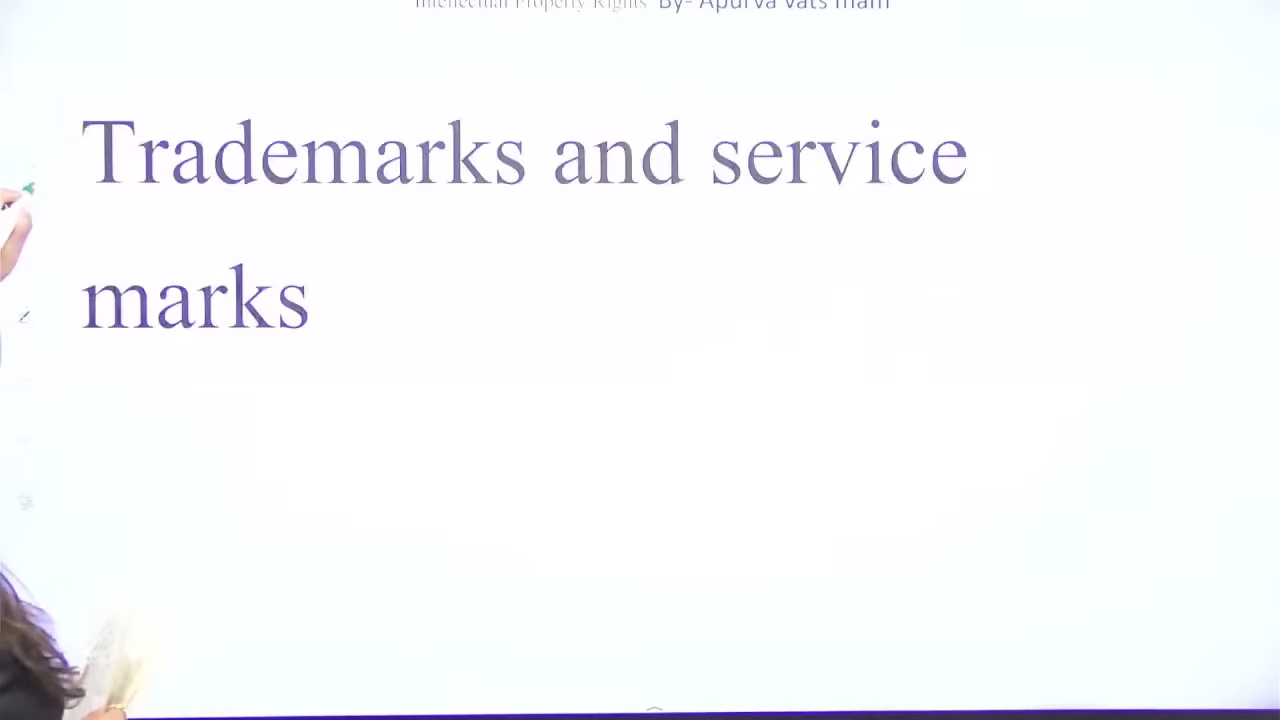 Intellectual Property Rights By- Apurva Vats mam
Trademarks and service
marks